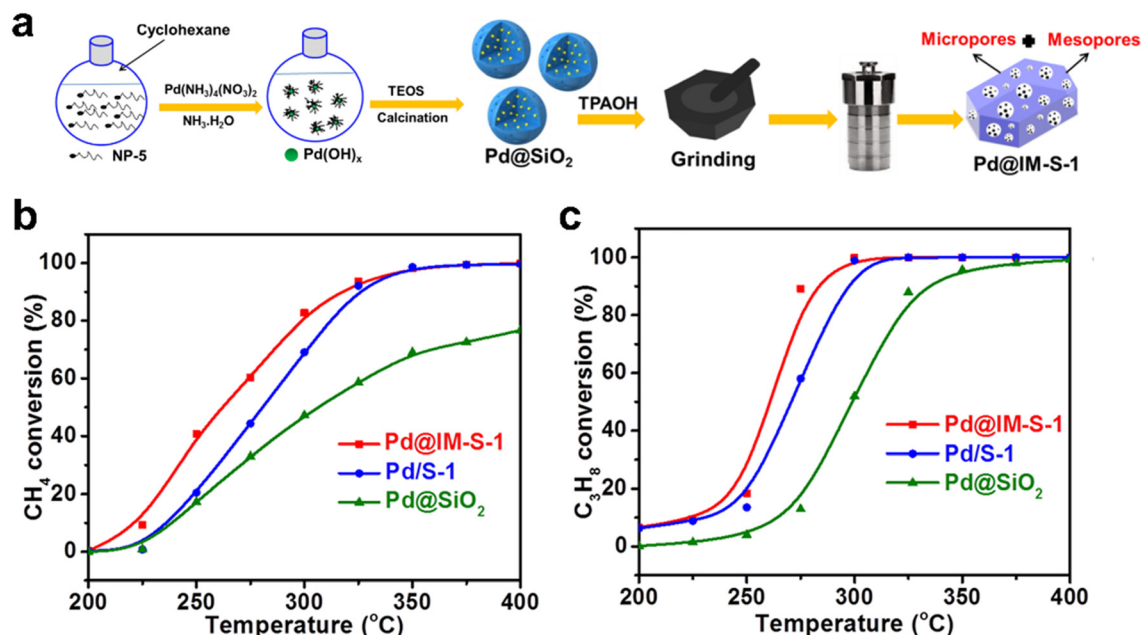 a
Cyclohexane
NP-5
Pd(NH₃)₄(NO₃)₂
NH₃.H₂O
Pd(OH)ₓ
TEOS
Calcination
Pd@SiO₂
TPAOH
Grinding
Micropores
Mesopores
Pd@IM-S-1
b
CH₄ conversion (%)
100
80
60
40
20
0
Pd@IM-S-1
Pd/S-1
Pd@SiO₂
200
250
300
350
400
Temperature (°C)
c
C₃H₈ conversion (%)
100
80
60
40
20
0
Pd@IM-S-1
Pd/S-1
Pd@SiO₂
200
250
300
350
400
Temperature (°C)